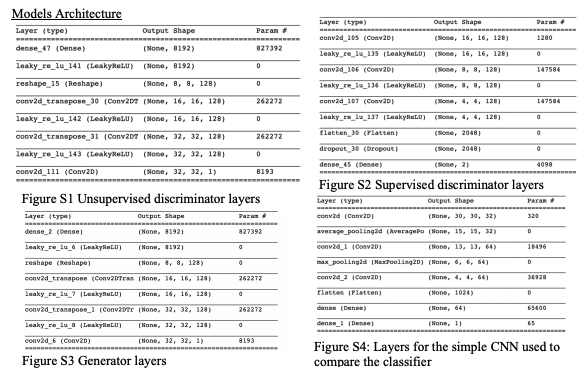 Models Architecture
Layer (type) Output Shape Param #
dense_47 (Dense) (None, 8192) 827392
leaky_re_lu_141 (LeakyReLU) (None, 8192) 0
reshape_15 (Reshape) (None, 8, 8, 128) 0
conv2d_transpose_30 (Conv2DT (None, 16, 16, 128) 262272
leaky_re_lu_142 (LeakyReLU) (None, 16, 16, 128) 0
conv2d_transpose_31 (Conv2DT (None, 32, 32, 128) 262272
leaky_re_lu_143 (LeakyReLU) (None, 32, 32, 128) 0
conv2d_111 (Conv2D) (None, 32, 32, 1) 8193
Figure S1 Unsupervised discriminator layers
Layer (type) Output Shape Param #
conv2d_105 (Conv2D) (None, 16, 16, 128) 1280
leaky_re_lu_135 (LeakyReLU) (None, 16, 16, 128) 0
conv2d_106 (Conv2D) (None, 8, 8, 128) 147584
leaky_re_lu_136 (LeakyReLU) (None, 8, 8, 128) 0
conv2d_107 (Conv2D) (None, 4, 4, 128) 147584
leaky_re_lu_137 (LeakyReLU) (None, 4, 4, 128) 0
flatten_30 (Flatten) (None, 2048) 0
dropout_30 (Dropout) (None, 2048) 0
dense_45 (Dense) (None, 2) 4098
Figure S2 Supervised discriminator layers
Layer (type) Output Shape Param #
dense_2 (Dense) (None, 8192) 827392
leaky_re_lu_6 (LeakyReLU) (None, 8192) 0
reshape (Reshape) (None, 8, 8, 128) 0
conv2d_transpose (Conv2DTran (None, 16, 16, 128) 262272
leaky_re_lu_7 (LeakyReLU) (None, 16, 16, 128) 0
conv2d_transpose_1 (Conv2DTr (None, 32, 32, 128) 262272
leaky_re_lu_8 (LeakyReLU) (None, 32, 32, 128) 0
conv2d_6 (Conv2D) (None, 32, 32, 1) 8193
Figure S3 Generator layers
Layer (type) Output Shape Param #
conv2d (Conv2D) (None, 30, 30, 32) 320
average_pooling2d (AveragePo (None, 15, 15, 32) 0
conv2d_1 (Conv2D) (None, 13, 13, 64) 18496
max_pooling2d (MaxPooling2D) (None, 6, 6, 64) 0
conv2d_2 (Conv2D) (None, 4, 4, 64) 36928
flatten (Flatten) (None, 1024) 0
dense (Dense) (None, 64) 65600
dense_1 (Dense) (None, 1) 65
Figure S4: Layers for the simple CNN used to
compare the classifier